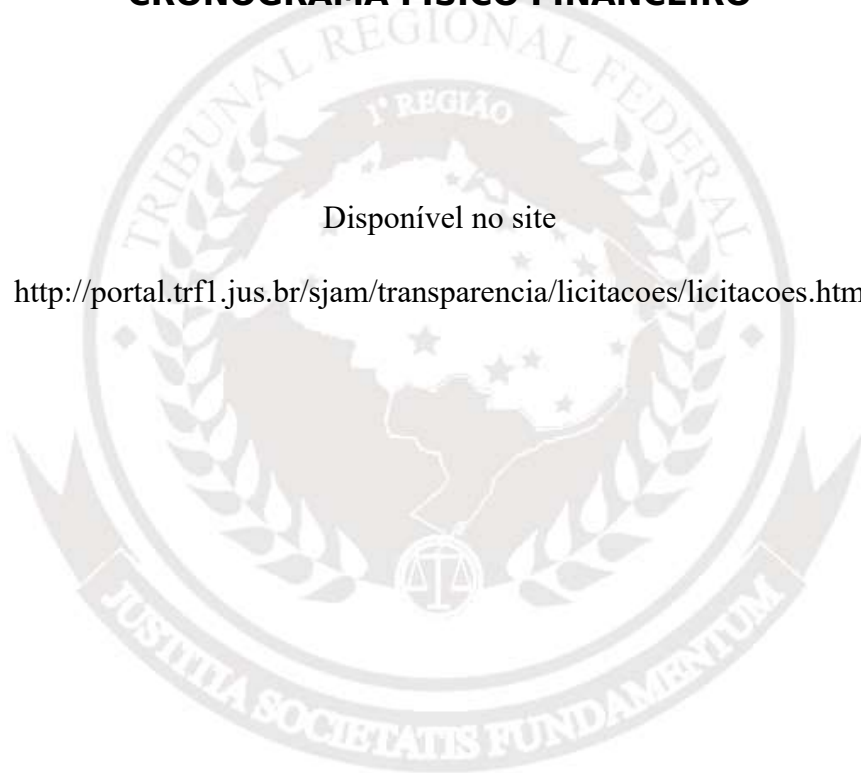 CRONOGRAMA FÍSICO FINANCEIRO
TRIBUNAL REGIONAL FEDERAL
1ª REGIÃO
Disponível no site
http://portal.trf1.jus.br/sjam/transparencia/licitacoes/licitacoes.htm
JUSTITIA SOCIETATIS FUNDAMENTUM